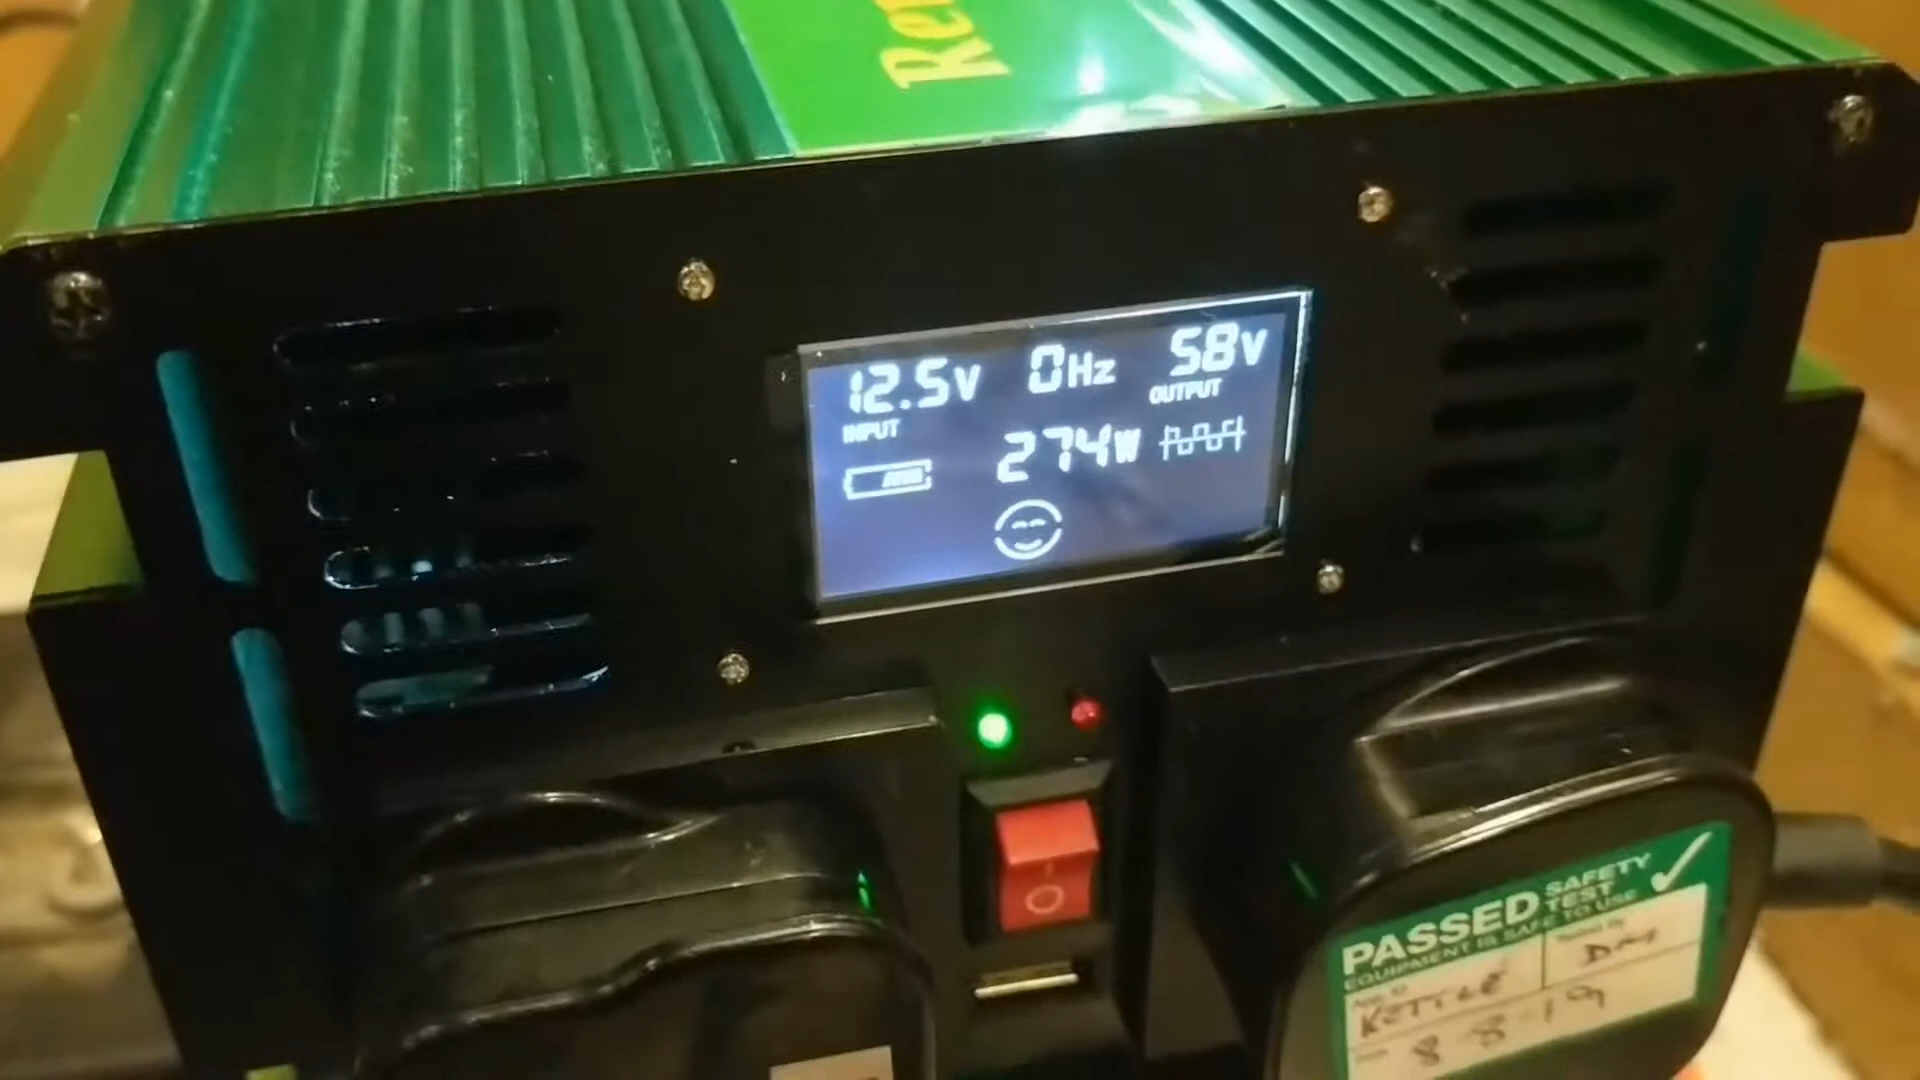 Ren
12.5V 0Hz 58V
INPUT OUTPUT
274W
PASSED SAFETY TEST
EQUIPMENT IS SAFE TO USE
KETTLE
8-8-19